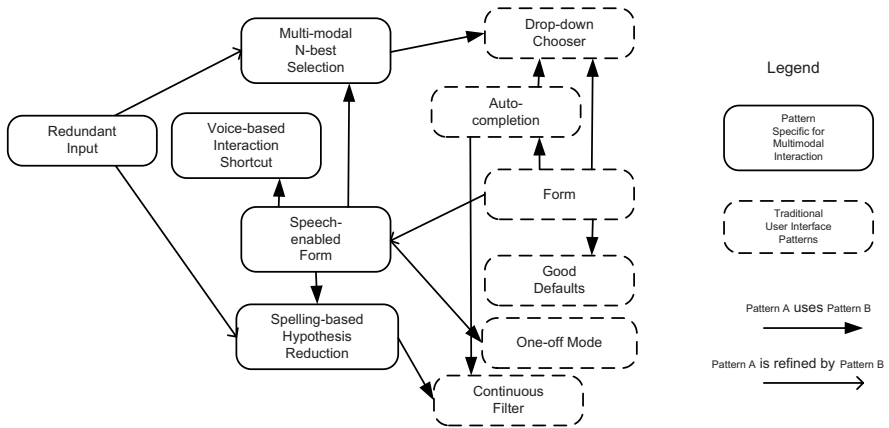 Multi-modal
N-best
Selection
Drop-down
Chooser
Redundant
Input
Voice-based
Interaction
Shortcut
Auto-
completion
Speech-
enabled
Form
Form
Good
Defaults
Spelling-based
Hypothesis
Reduction
One-off Mode
Continuous
Filter
Legend
Pattern
Specific for
Multimodal
Interaction
Traditional
User Interface
Patterns
Pattern A uses Pattern B
Pattern A is refined by Pattern B